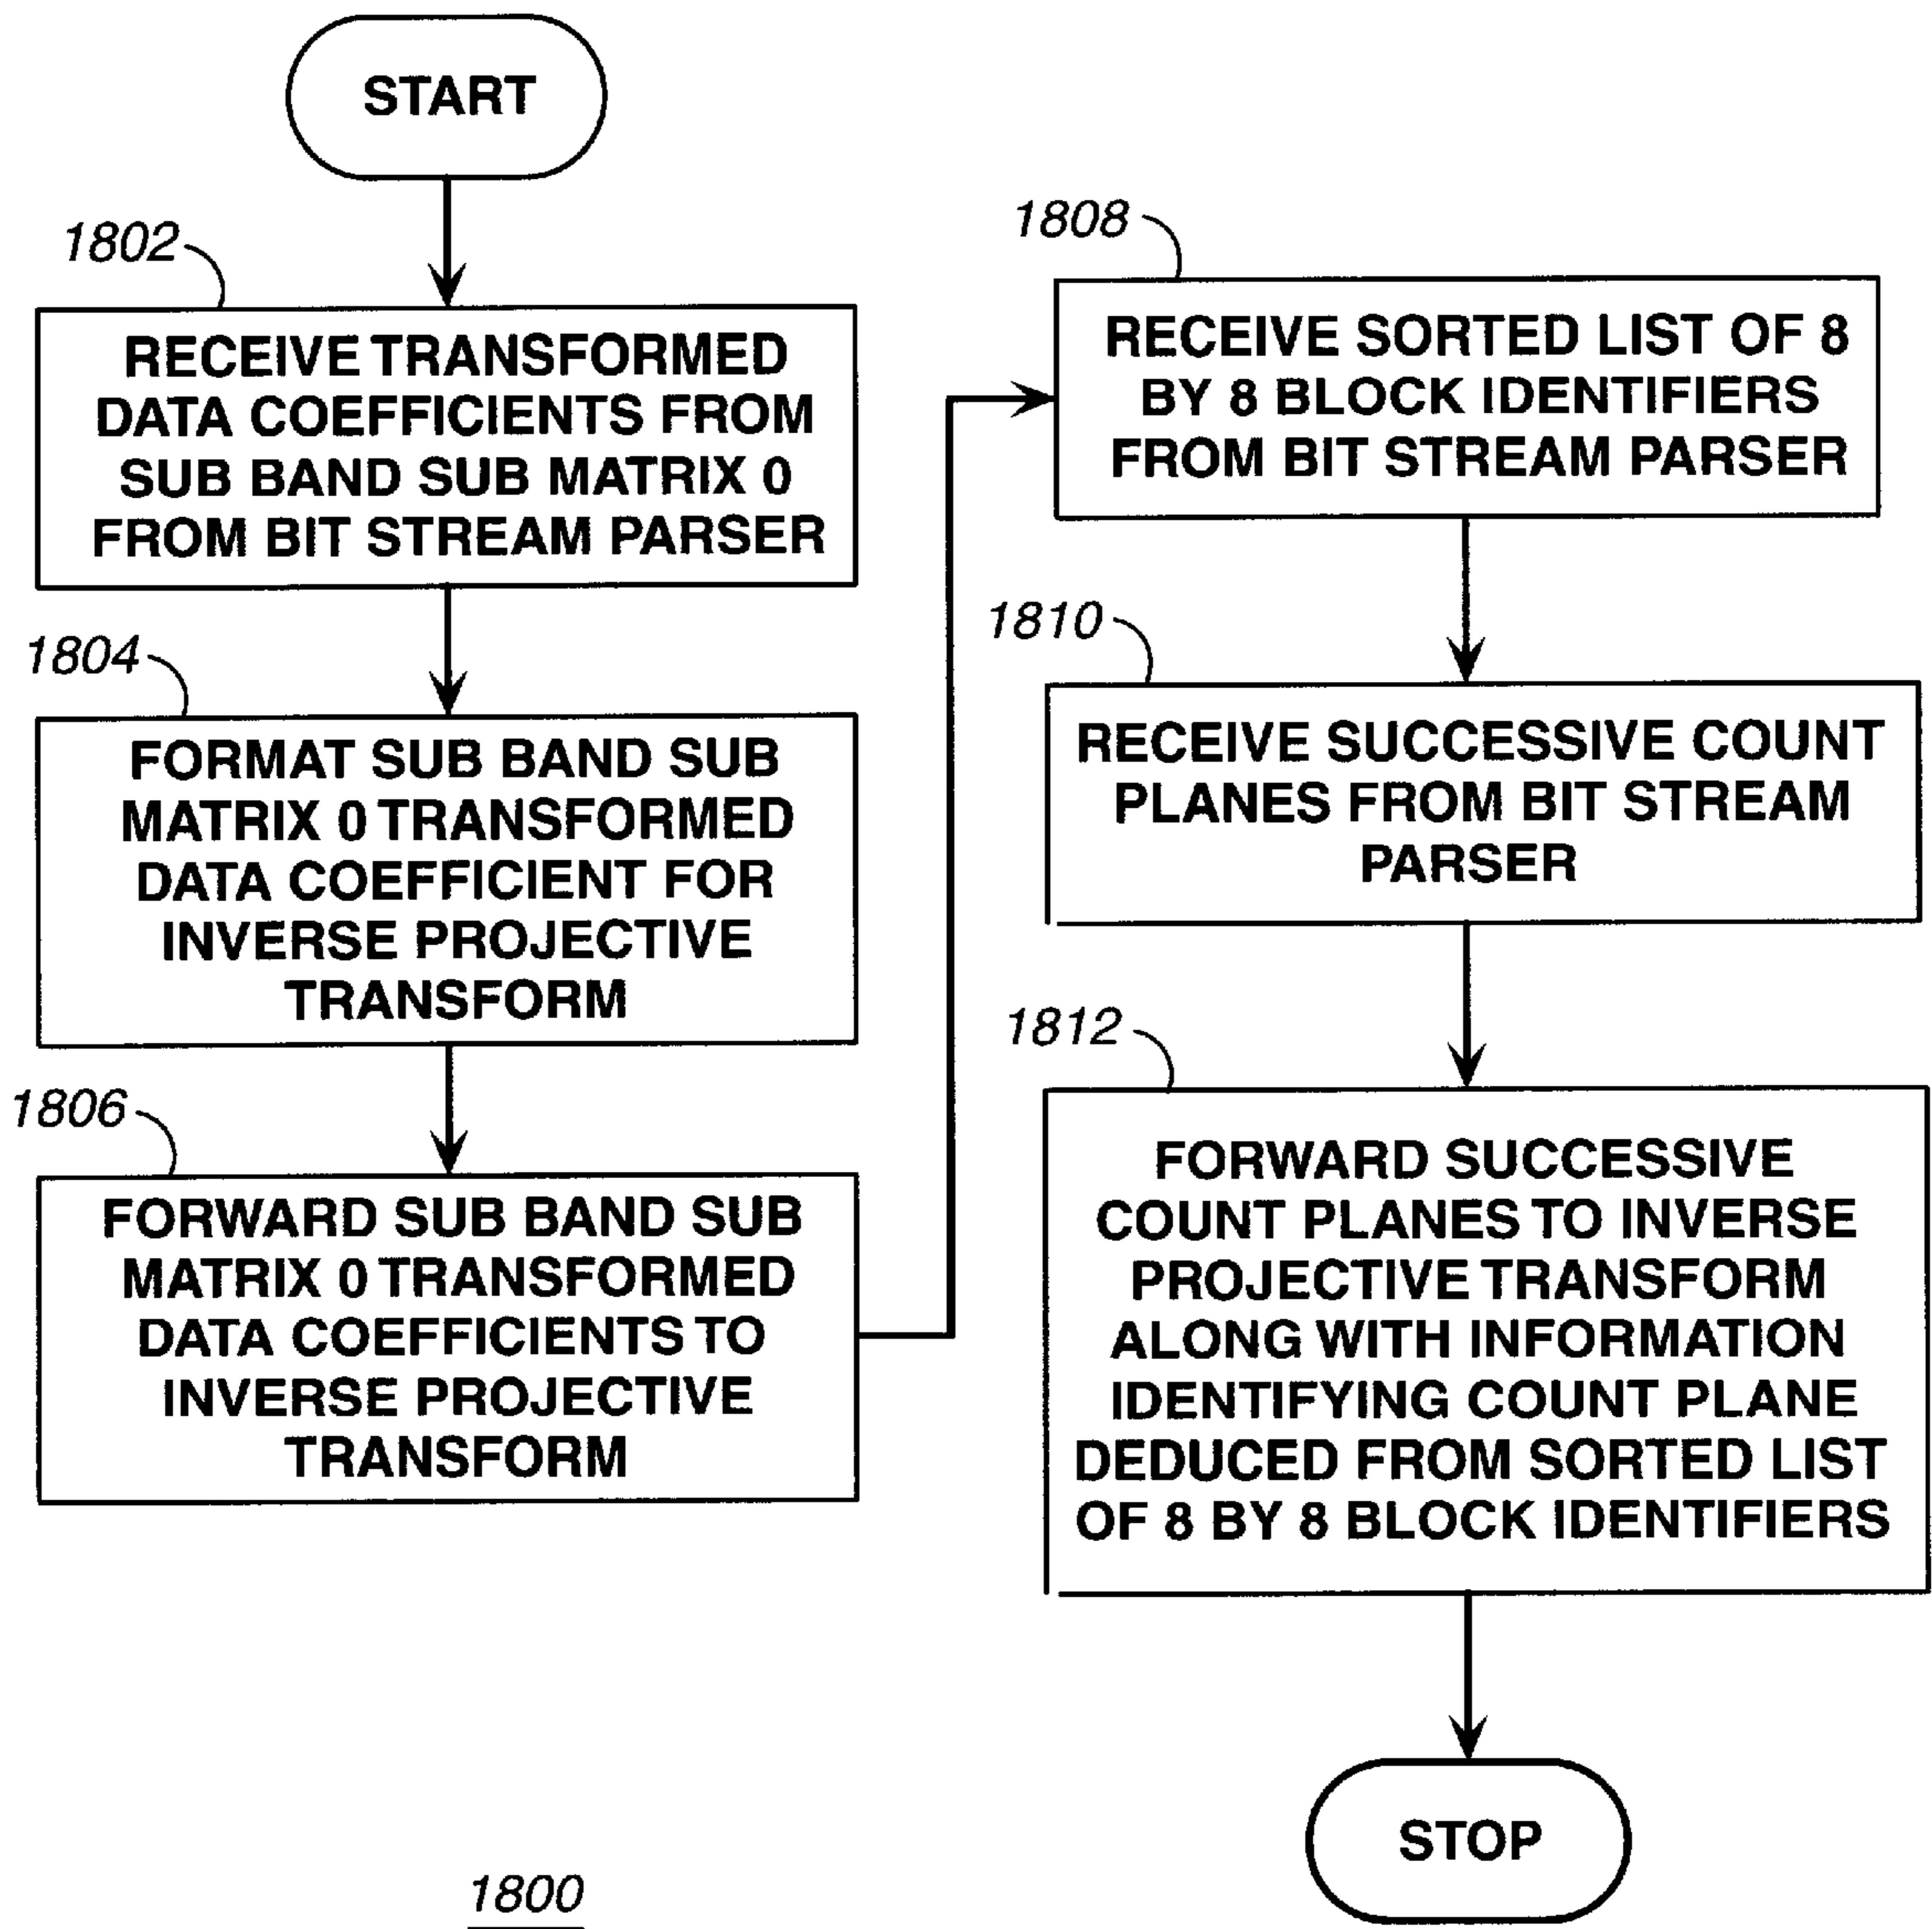 START
1802
RECEIVE TRANSFORMED
DATA COEFFICIENTS FROM
SUB BAND SUB MATRIX 0
FROM BIT STREAM PARSER
1804
FORMAT SUB BAND SUB
MATRIX 0 TRANSFORMED
DATA COEFFICIENT FOR
INVERSE PROJECTIVE
TRANSFORM
1806
FORWARD SUB BAND SUB
MATRIX 0 TRANSFORMED
DATA COEFFICIENTS TO
INVERSE PROJECTIVE
TRANSFORM
1808
RECEIVE SORTED LIST OF 8
BY 8 BLOCK IDENTIFIERS
FROM BIT STREAM PARSER
1810
RECEIVE SUCCESSIVE COUNT
PLANES FROM BIT STREAM
PARSER
1812
FORWARD SUCCESSIVE
COUNT PLANES TO INVERSE
PROJECTIVE TRANSFORM
ALONG WITH INFORMATION
IDENTIFYING COUNT PLANE
DEDUCED FROM SORTED LIST
OF 8 BY 8 BLOCK IDENTIFIERS
STOP
1800